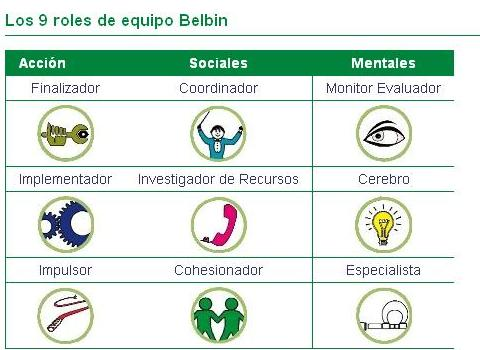 Los 9 roles de equipo Belbin
Acción Sociales Mentales
Finalizador Coordinador Monitor Evaluador
Implementador Investigador de Recursos Cerebro
Impulsor Cohesionador Especialista